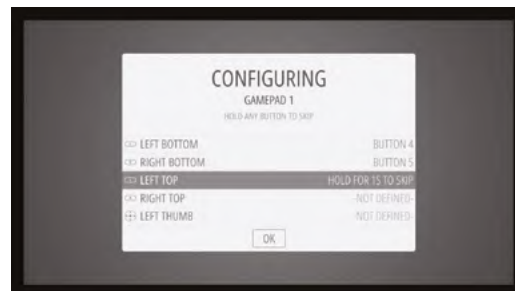 CONFIGURING
GAMEPAD 1
HOLD ANY BUTTON TO SKIP
LEFT BOTTOM BUTTON 4
RIGHT BOTTOM BUTTON 5
LEFT TOP HOLD FOR 1S TO SKIP
RIGHT TOP -NOT DEFINED-
LEFT THUMB -NOT DEFINED-
OK